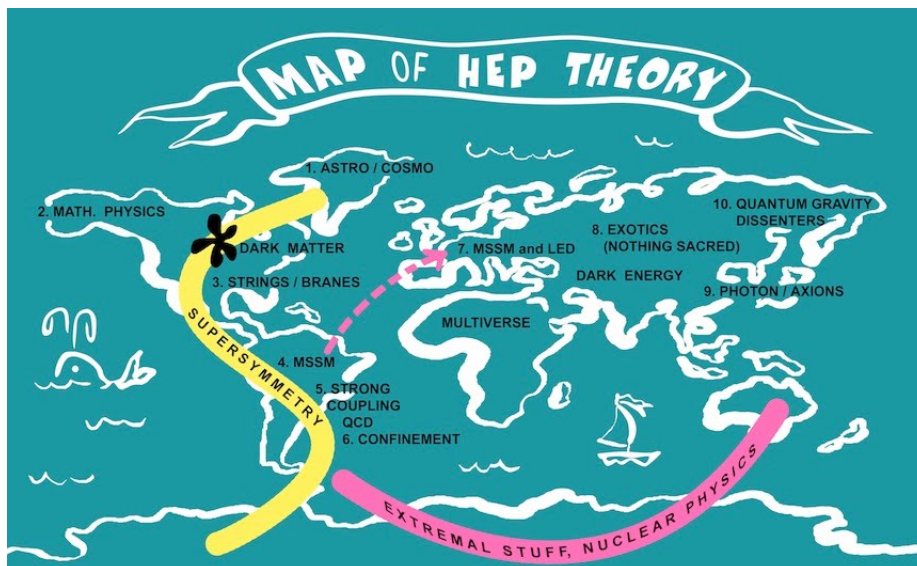 MAP OF HEP THEORY
1. ASTRO / COSMO
2. MATH. PHYSICS
10. QUANTUM GRAVITY
DISSENTERS
8. EXOTICS
(NOTHING SACRED)
DARK MATTER
7. MSSM and LED
DARK ENERGY
3. STRINGS / BRANES
9. PHOTON / AXIONS
MULTIVERSE
SUPERSYMMETRY
4. MSSM
5. STRONG
COUPLING
QCD
6. CONFINEMENT
EXTREMAL STUFF, NUCLEAR PHYSICS